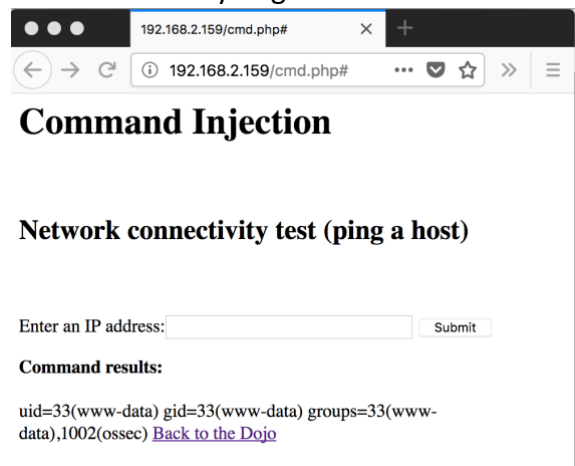 192.168.2.159/cmd.php#
192.168.2.159/cmd.php#
Command Injection
Network connectivity test (ping a host)
Enter an IP address:
Submit
Command results:
uid=33(www-data) gid=33(www-data) groups=33(www-
data),1002(ossec) Back to the Dojo